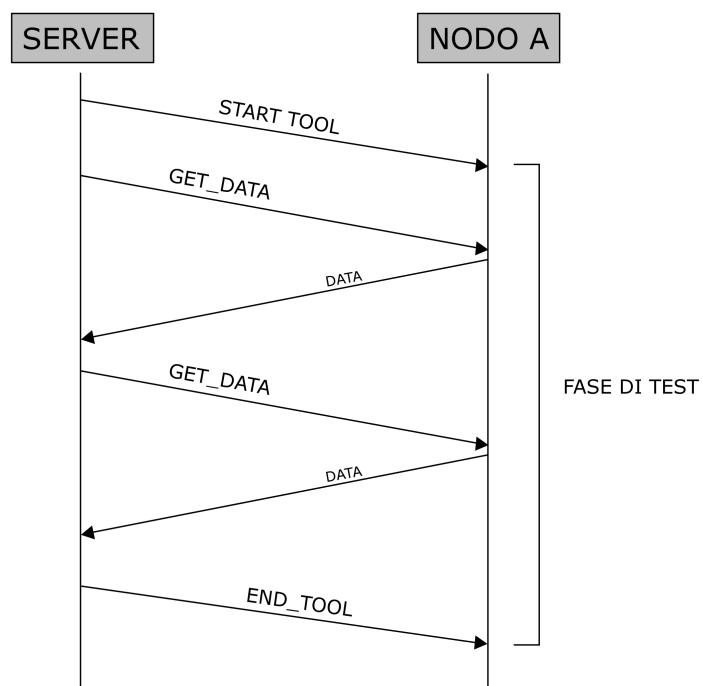 SERVER
NODO A
START TOOL
GET_DATA
DATA
GET_DATA
FASE DI TEST
DATA
END_TOOL